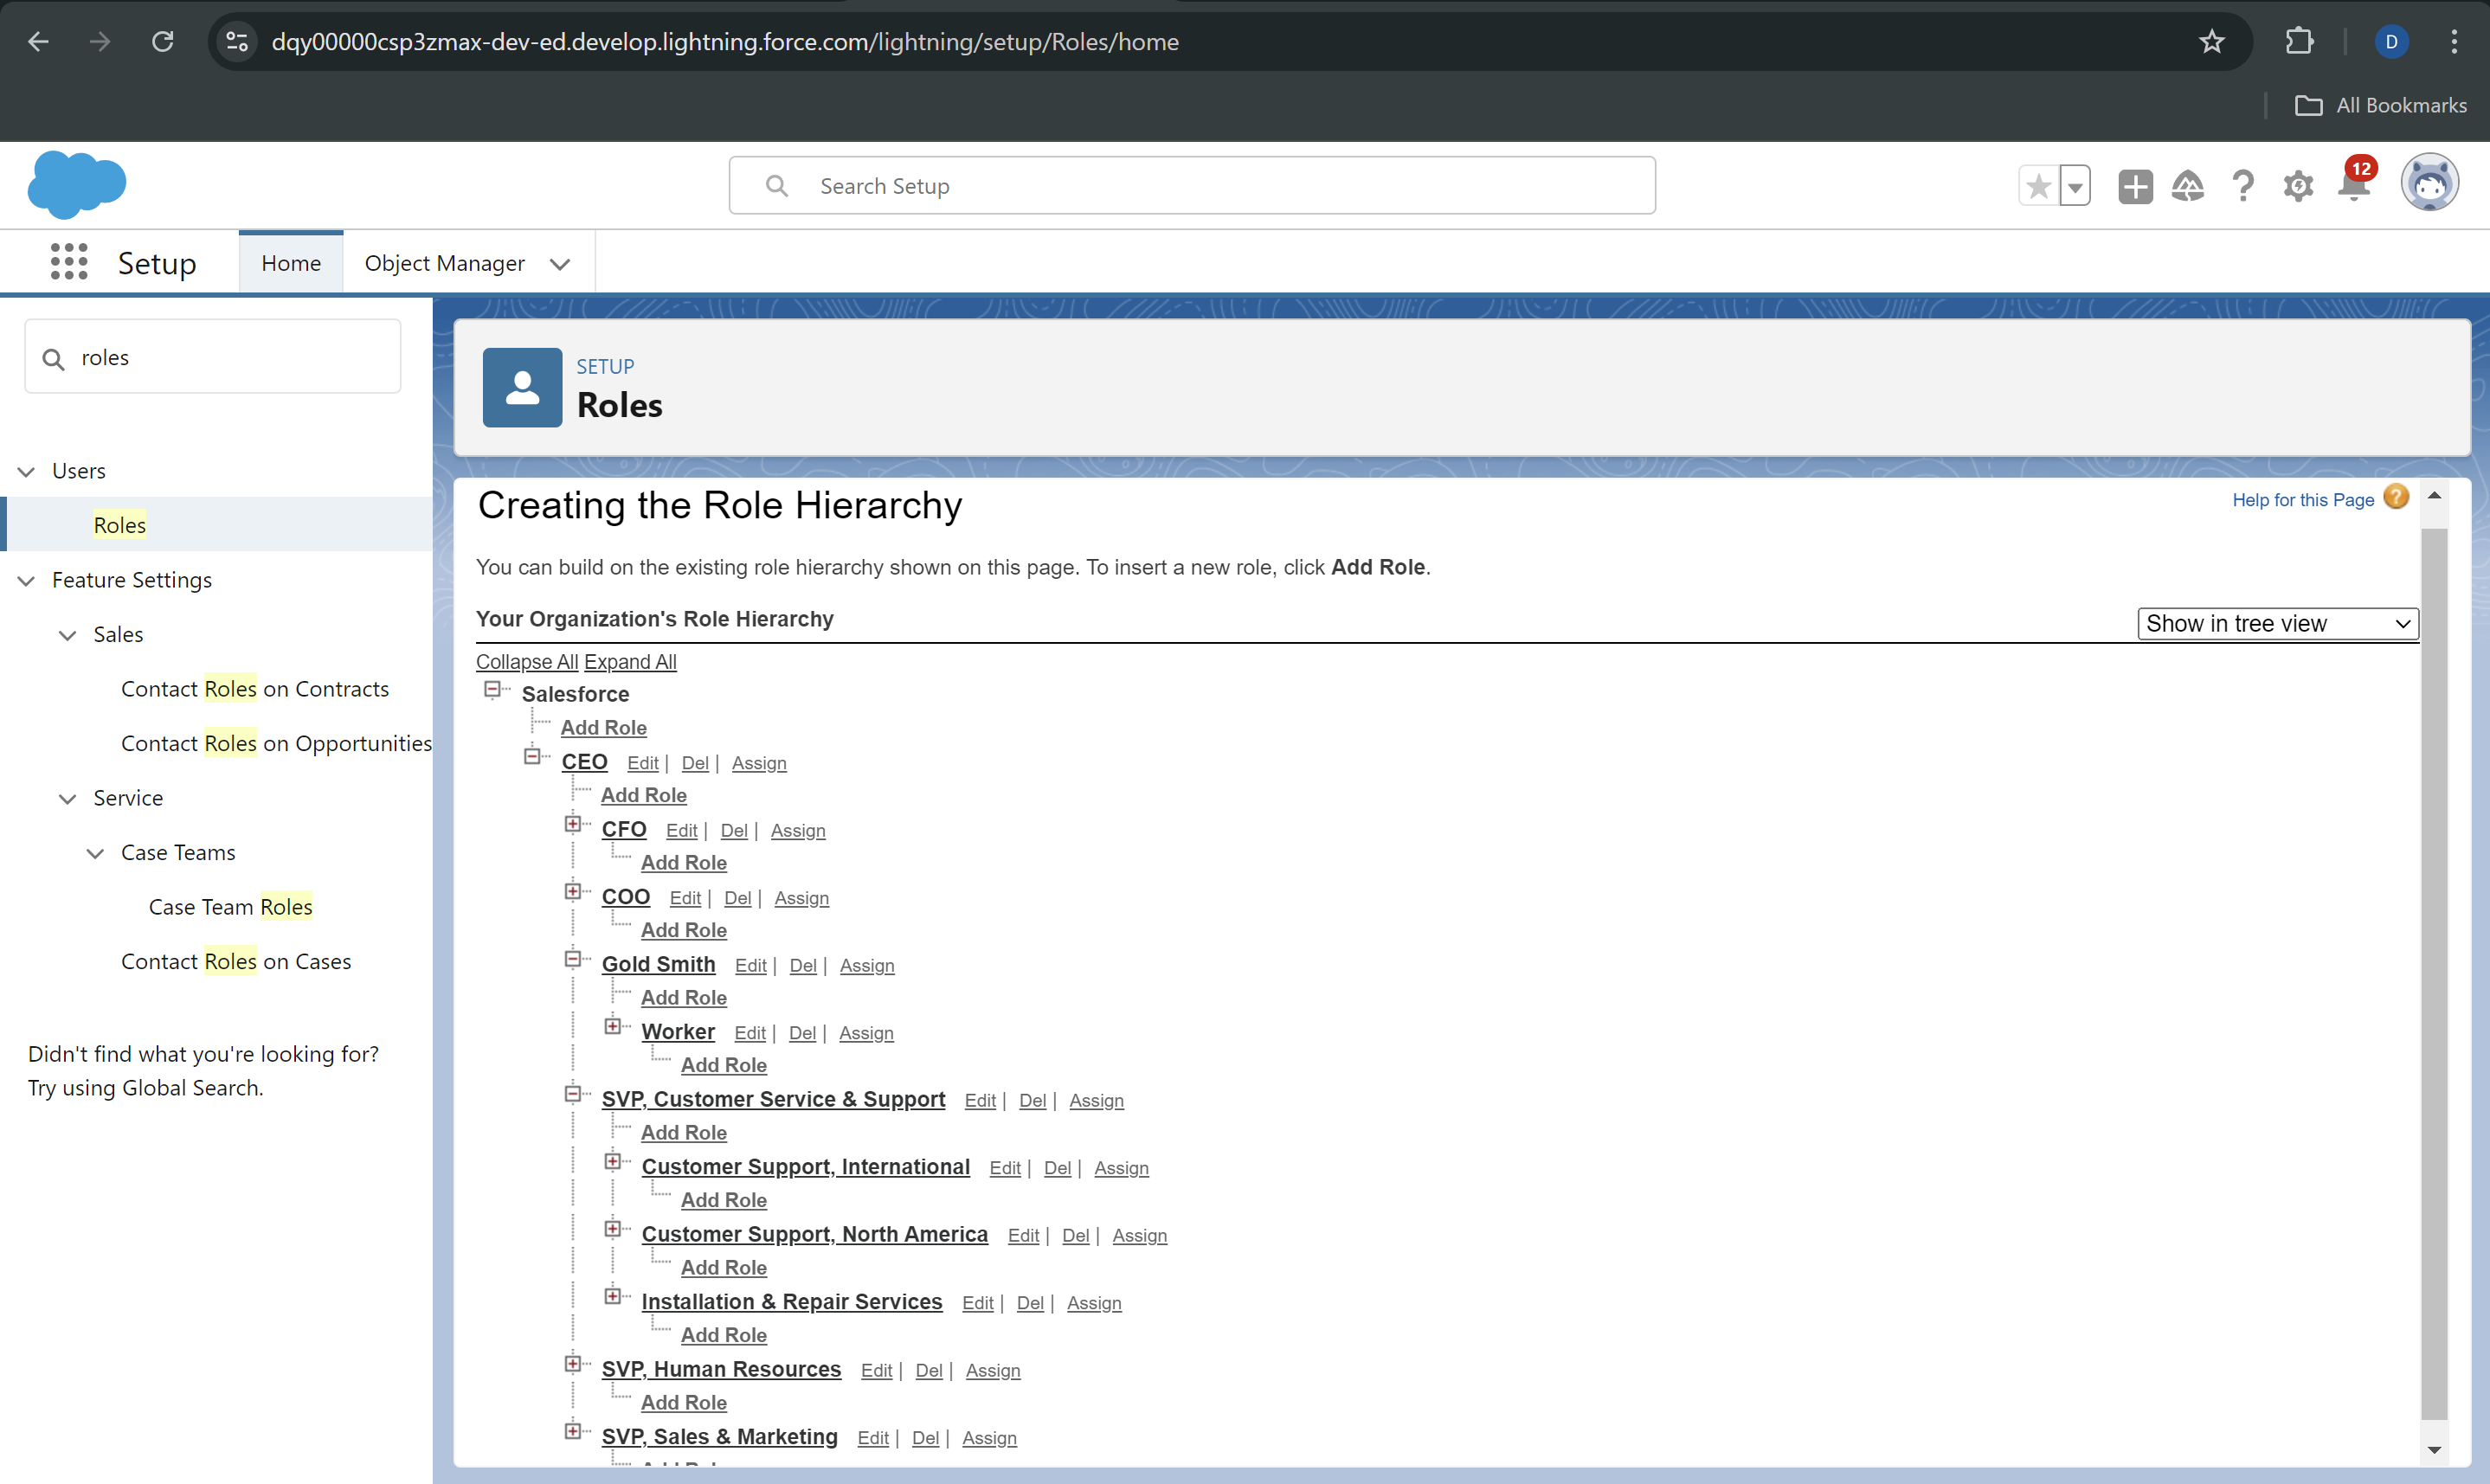 dqy00000csp3zmax-dev-ed.develop.lightning.force.com/lightning/setup/Roles/home
D
All Bookmarks
Search Setup
12
Setup
Home
Object Manager
roles
Users
Roles
Feature Settings
Sales
Contact Roles on Contracts
Contact Roles on Opportunities
Service
Case Teams
Case Team Roles
Contact Roles on Cases
Didn't find what you're looking for?
Try using Global Search.
SETUP
Roles
Creating the Role Hierarchy
Help for this Page
You can build on the existing role hierarchy shown on this page. To insert a new role, click Add Role.
Your Organization's Role Hierarchy
Show in tree view
Collapse All Expand All
Salesforce
Add Role
CEO Edit | Del | Assign
Add Role
CFO Edit | Del | Assign
Add Role
COO Edit | Del | Assign
Add Role
Gold Smith Edit | Del | Assign
Add Role
Worker Edit | Del | Assign
Add Role
SVP, Customer Service & Support Edit | Del | Assign
Add Role
Customer Support, International Edit | Del | Assign
Add Role
Customer Support, North America Edit | Del | Assign
Add Role
Installation & Repair Services Edit | Del | Assign
Add Role
SVP, Human Resources Edit | Del | Assign
Add Role
SVP, Sales & Marketing Edit | Del | Assign